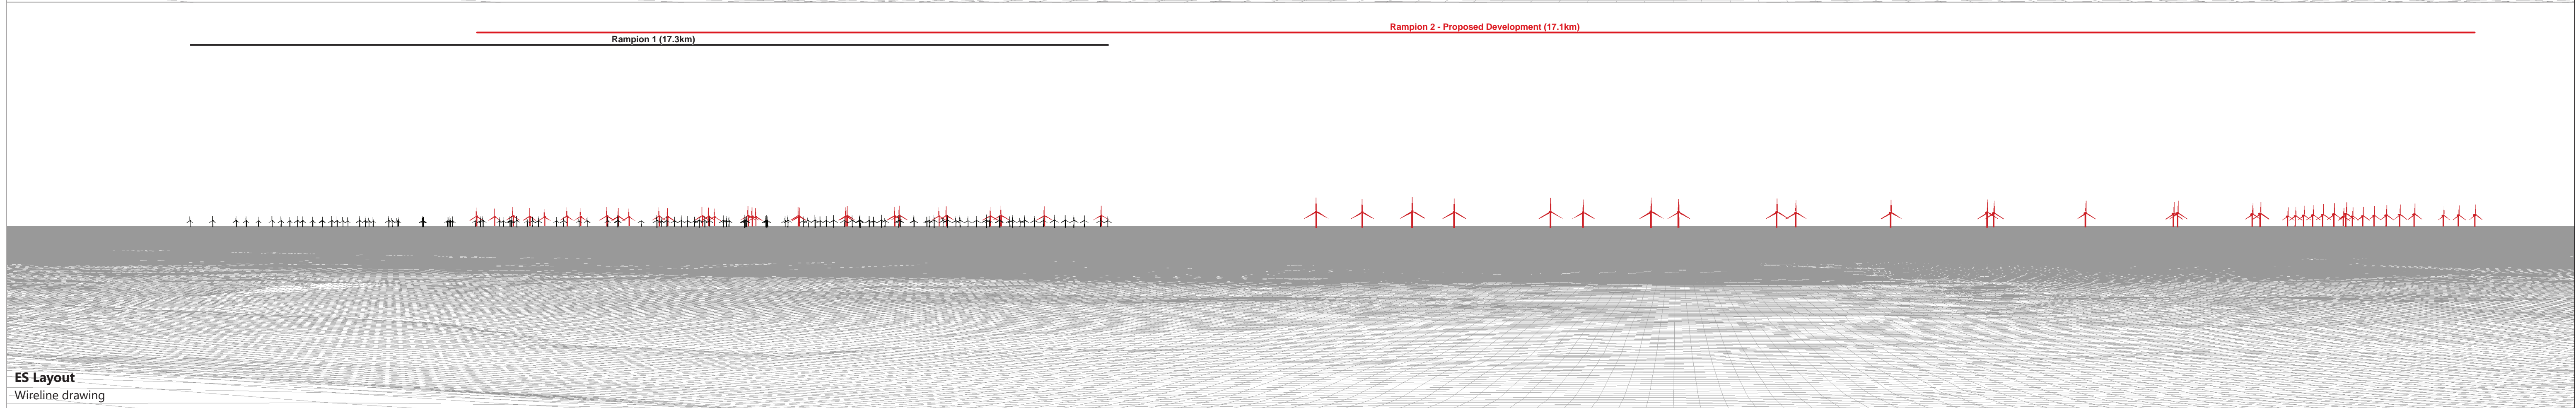 Rampion 2 - Proposed Development (17.1km)
Rampion 1 (17.3km)
ES Layout
Wireline drawing